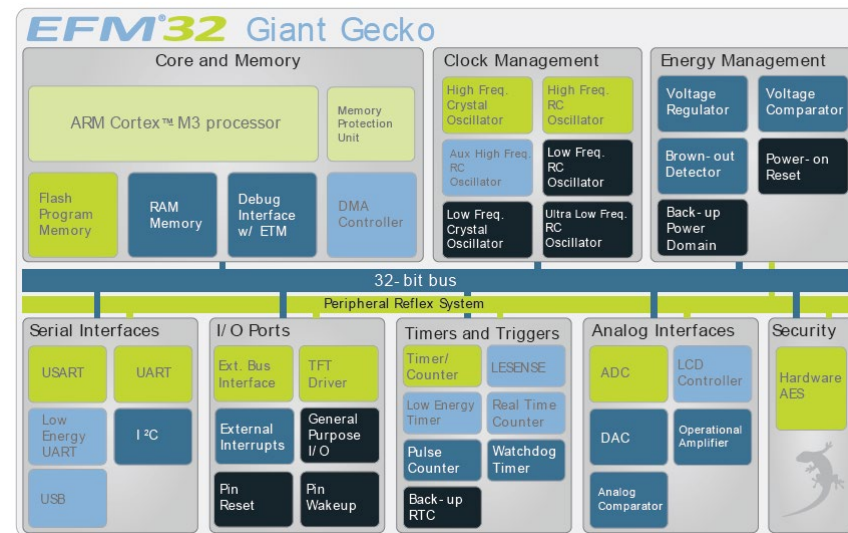 EFM®32 Giant Gecko
Core and Memory
ARM Cortex™ M3 processor
Memory
Protection
Unit
Flash
Program
Memory
RAM
Memory
Debug
Interface
w/ ETM
DMA
Controller
Clock Management
High Freq.
Crystal
Oscillator
High Freq.
RC
Oscillator
Aux High Freq.
RC
Oscillator
Low Freq.
RC
Oscillator
Low Freq.
Crystal
Oscillator
Ultra Low Freq.
RC
Oscillator
Energy Management
Voltage
Regulator
Voltage
Comparator
Brown-out
Detector
Power-on
Reset
Back-up
Power
Domain
32-bit bus
Peripheral Reflex System
Serial Interfaces
USART
UART
Low
Energy
UART
I²C
USB
I/O Ports
Ext. Bus
Interface
TFT
Driver
External
Interrupts
General
Purpose
I/O
Pin
Reset
Pin
Wakeup
Timers and Triggers
Timer/
Counter
LESENSE
Low Energy
Timer
Real Time
Counter
Pulse
Counter
Watchdog
Timer
Back-up
RTC
Analog Interfaces
ADC
LCD
Controller
DAC
Operational
Amplifier
Analog
Comparator
Security
Hardware
AES